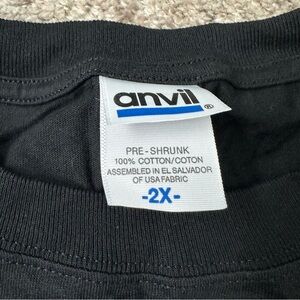 anvil®
PRE-SHRUNK
100% COTTON/COTON
ASSEMBLED IN EL SALVADOR
OF USA FABRIC
-2X-